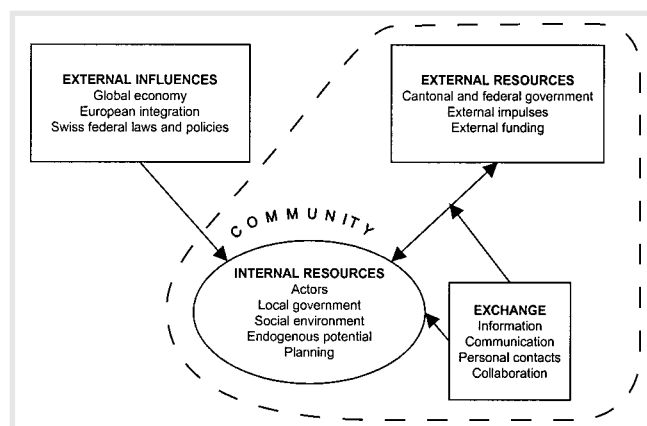 EXTERNAL INFLUENCES
Global economy
European integration
Swiss federal laws and policies
EXTERNAL RESOURCES
Cantonal and federal government
External impulses
External funding
COMMUNITY
INTERNAL RESOURCES
Actors
Local government
Social environment
Endogenous potential
Planning
EXCHANGE
Information
Communication
Personal contacts
Collaboration